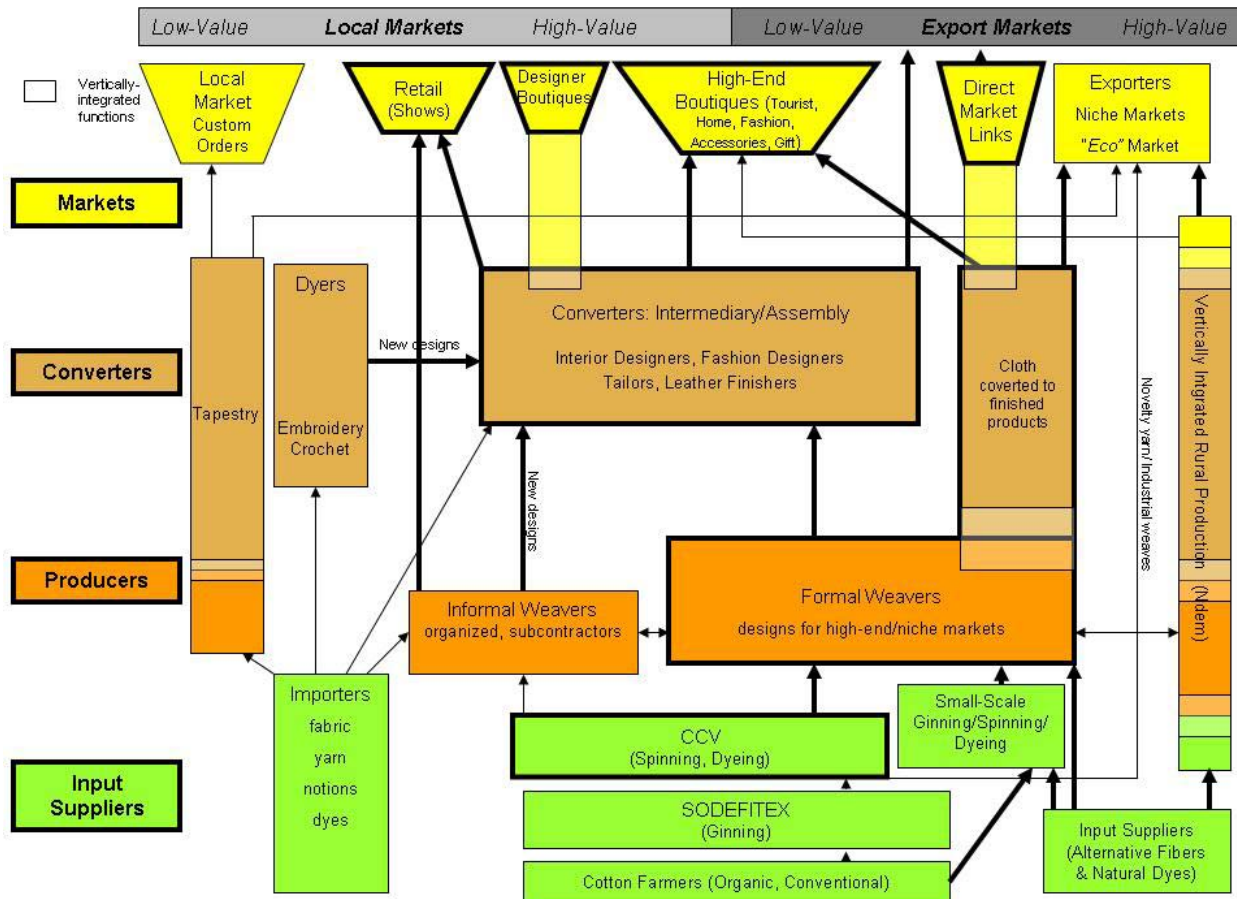 Low-Value Local Markets High-Value Low-Value Export Markets High-Value
Vertically-
integrated
functions
Local
Market
Custom
Orders
Retail
(Shows)
Designer
Boutiques
High-End
Boutiques (Tourist,
Home, Fashion,
Accessories, Gift)
Direct
Market
Links
Exporters
Niche Markets
"Eco" Market
Markets
Dyers
Embroidery
Crochet
New designs
Converters: Intermediary/Assembly
Interior Designers, Fashion Designers
Tailors, Leather Finishers
Converters
Tapestry
Cloth
coverted to
finished
products
Novelty yarn/ Industrial weaves
Vertically Intgrated Rural Production (Ndem)
New designs
Producers
Informal Weavers
organized, subcontractors
Formal Weavers
designs for high-end/niche markets
Importers
fabric
yarn
notions
dyes
Small-Scale
Ginning/Spinning/
Dyeing
CCV
(Spinning, Dyeing)
Input
Suppliers
SODEFITEX
(Ginning)
Input Suppliers
(Alternative Fibers
& Natural Dyes)
Cotton Farmers (Organic, Conventional)